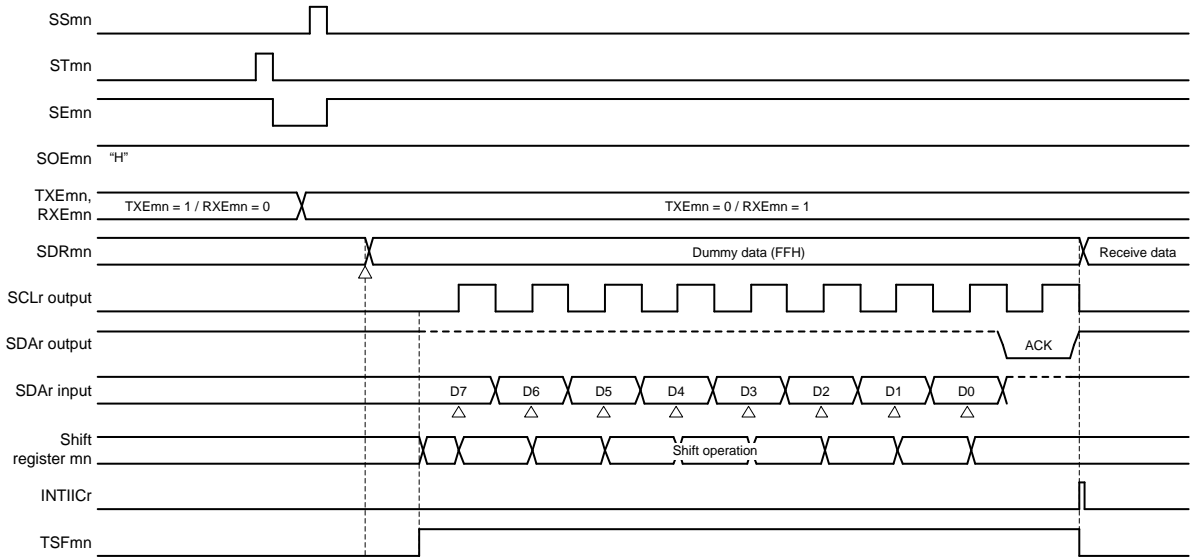 SSmn
STmn
SEmn
SOEmn “H”
TXEmn,
RXEmn
TXEmn = 1 / RXEmn = 0
TXEmn = 0 / RXEmn = 1
SDRmn
Dummy data (FFH)
Receive data
SCLr output
SDAr output
ACK
SDAr input
D7 D6 D5 D4 D3 D2 D1 D0
Shift
register mn
Shift operation
INTIICr
TSFmn